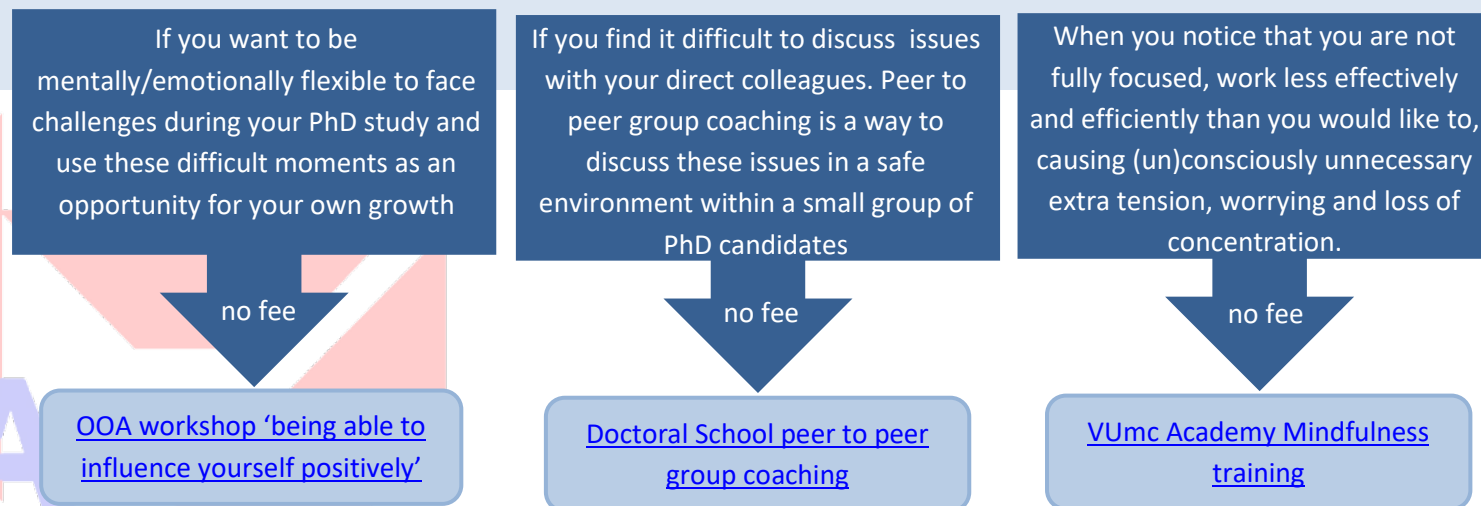 If you want to be
mentally/emotionally flexible to face
challenges during your PhD study and
use these difficult moments as an
opportunity for your own growth
no fee
OOA workshop ‘being able to
influence yourself positively’
If you find it difficult to discuss issues
with your direct colleagues. Peer to
peer group coaching is a way to
discuss these issues in a safe
environment within a small group of
PhD candidates
no fee
Doctoral School peer to peer
group coaching
When you notice that you are not
fully focused, work less effectively
and efficiently than you would like to,
causing (un)consciously unnecessary
extra tension, worrying and loss of
concentration.
no fee
VUmc Academy Mindfulness
training